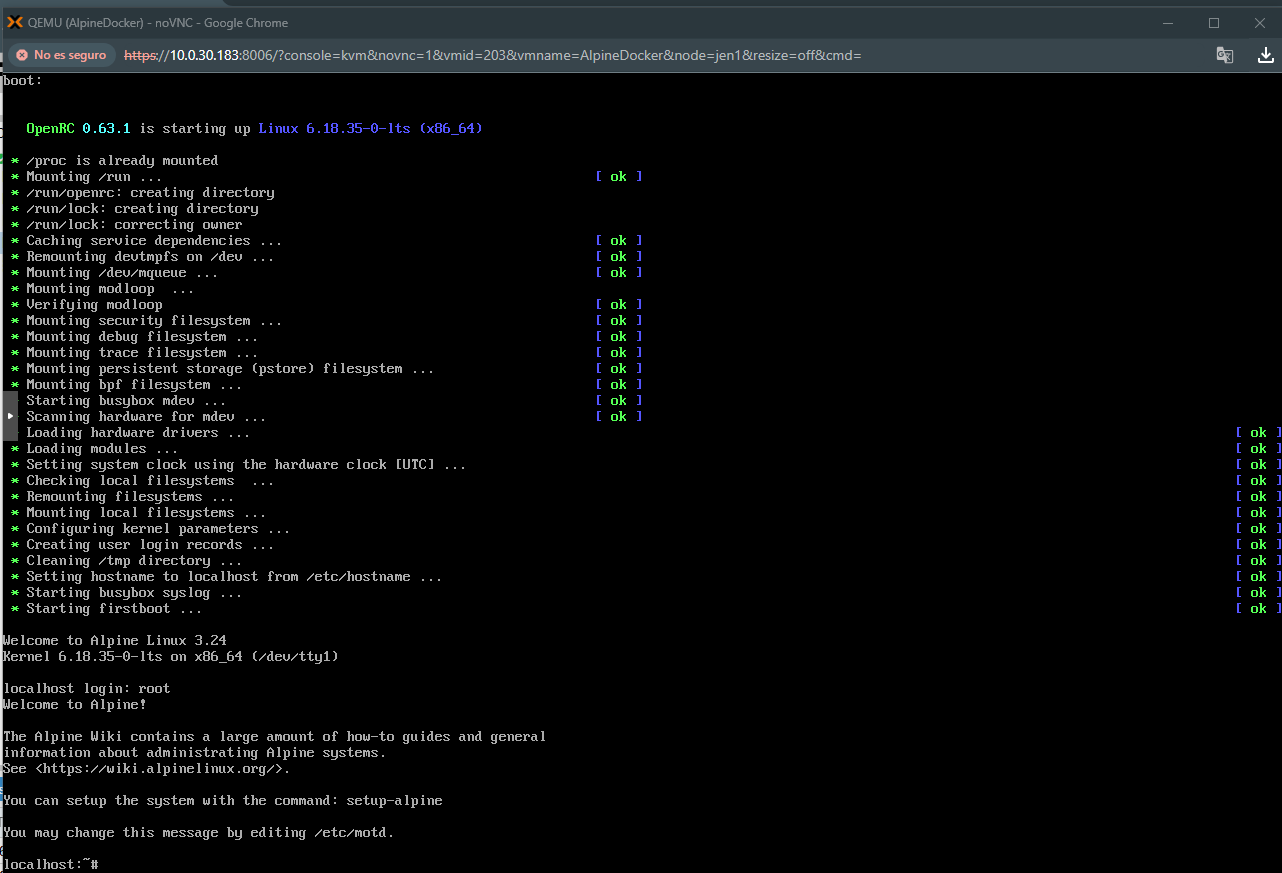 QEMU (AlpineDocker) - noVNC - Google Chrome
No es seguro https://10.0.30.183:8006/?console=kvm&novnc=1&vmid=203&vmname=AlpineDocker&node=jen1&resize=off&cmd=
boot:
OpenRC 0.63.1 is starting up Linux 6.18.35-0-lts (x86_64)
* /proc is already mounted
* Mounting /run ... [ ok ]
* /run/openrc: creating directory
* /run/lock: creating directory
* /run/lock: correcting owner
* Caching service dependencies ... [ ok ]
* Remounting devtmpfs on /dev ... [ ok ]
* Mounting /dev/mqueue ... [ ok ]
* Mounting modloop  ...
* Verifying modloop [ ok ]
* Mounting security filesystem ... [ ok ]
* Mounting debug filesystem ... [ ok ]
* Mounting trace filesystem ... [ ok ]
* Mounting persistent storage (pstore) filesystem ... [ ok ]
* Mounting bpf filesystem ... [ ok ]
Starting busybox mdev ... [ ok ]
Scanning hardware for mdev ... [ ok ]
Loading hardware drivers ... [ ok ]
* Loading modules ... [ ok ]
* Setting system clock using the hardware clock [UTC] ... [ ok ]
* Checking local filesystems  ... [ ok ]
* Remounting filesystems ... [ ok ]
* Mounting local filesystems ... [ ok ]
* Configuring kernel parameters ... [ ok ]
* Creating user login records ... [ ok ]
* Cleaning /tmp directory ... [ ok ]
* Setting hostname to localhost from /etc/hostname ... [ ok ]
* Starting busybox syslog ... [ ok ]
* Starting firstboot ... [ ok ]
Welcome to Alpine Linux 3.24
Kernel 6.18.35-0-lts on x86_64 (/dev/tty1)
localhost login: root
Welcome to Alpine!
The Alpine Wiki contains a large amount of how-to guides and general
information about administrating Alpine systems.
See <https://wiki.alpinelinux.org/>.
You can setup the system with the command: setup-alpine
You may change this message by editing /etc/motd.
localhost:~#